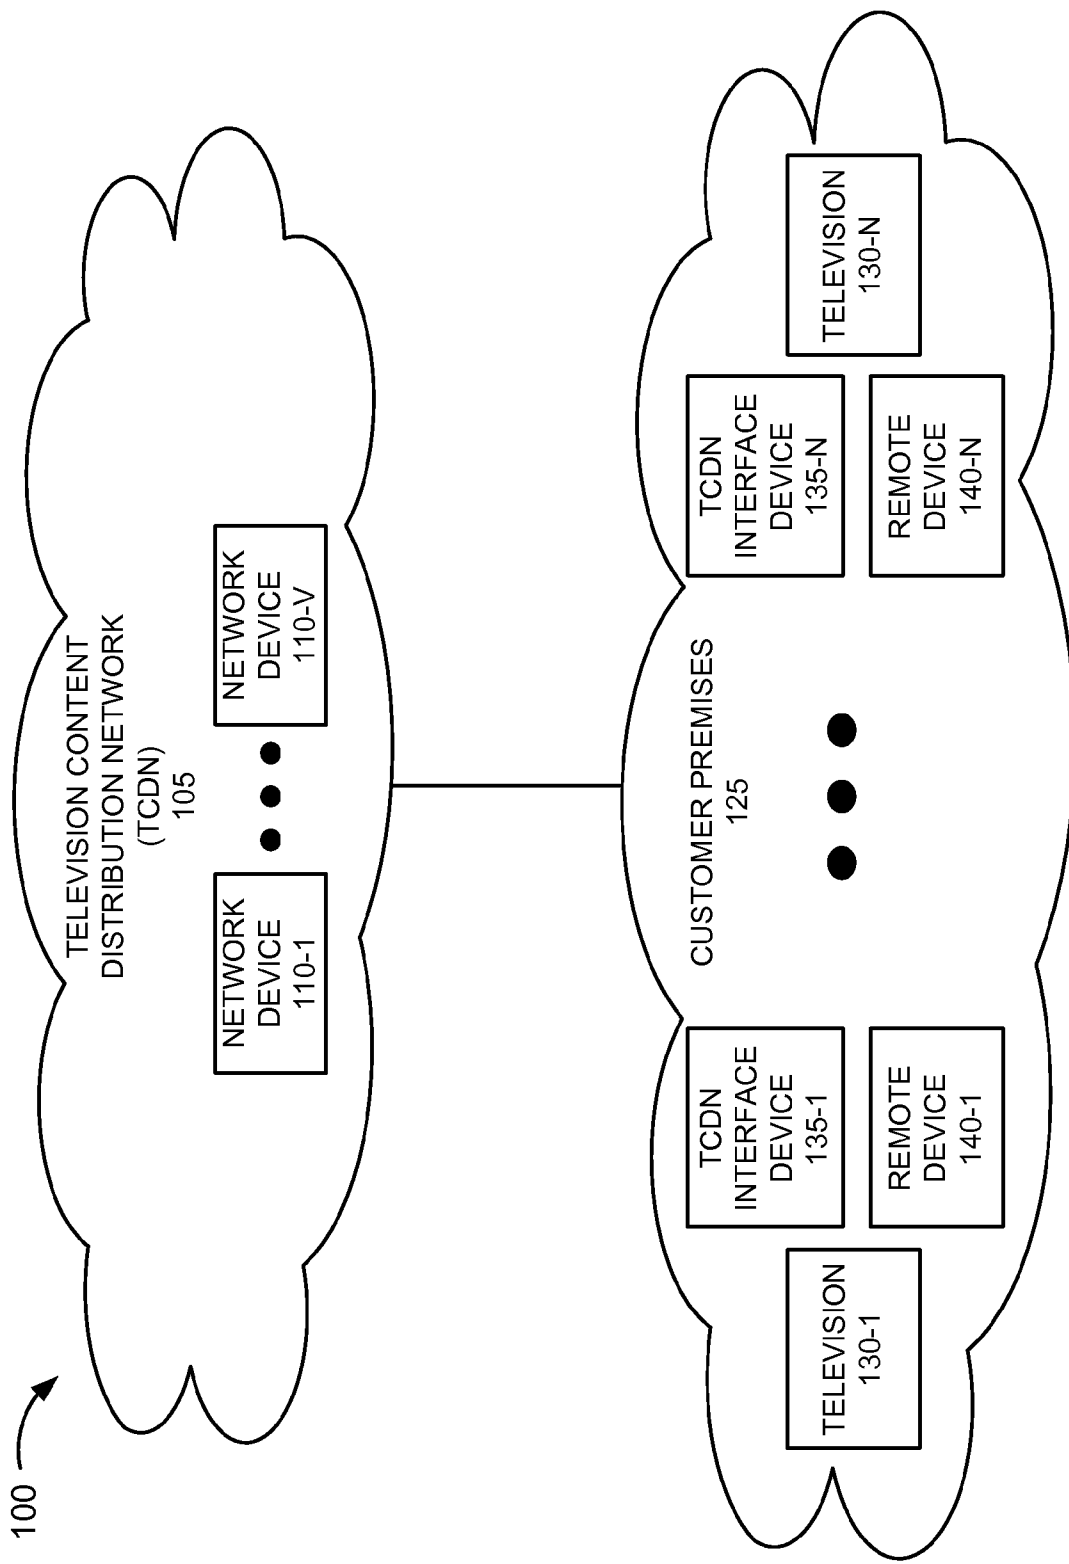 100
TELEVISION CONTENT
DISTRIBUTION NETWORK
(TCDN)
105
NETWORK
DEVICE
110-1
NETWORK
DEVICE
110-V
CUSTOMER PREMISES
125
TELEVISION
130-1
TCDN
INTERFACE
DEVICE
135-1
REMOTE
DEVICE
140-1
TCDN
INTERFACE
DEVICE
135-N
REMOTE
DEVICE
140-N
TELEVISION
130-N